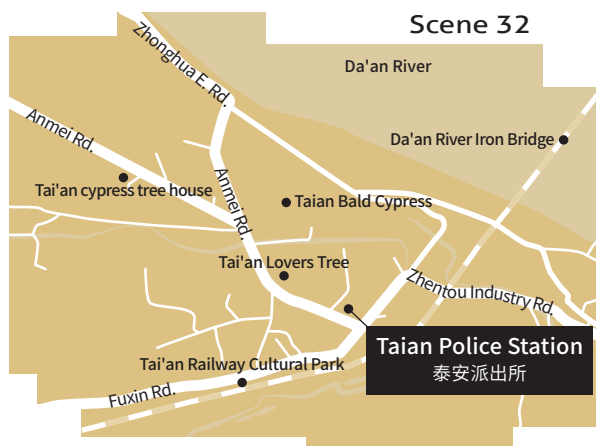 Scene 32
Zhonghua E. Rd.
Da'an River
Anmei Rd.
Da'an River Iron Bridge
Tai'an cypress tree house
Anmei Rd.
Taian Bald Cypress
Tai'an Lovers Tree
Zhentou Industry Rd.
Taian Police Station
泰安派出所
Tai'an Railway Cultural Park
Fuxin Rd.